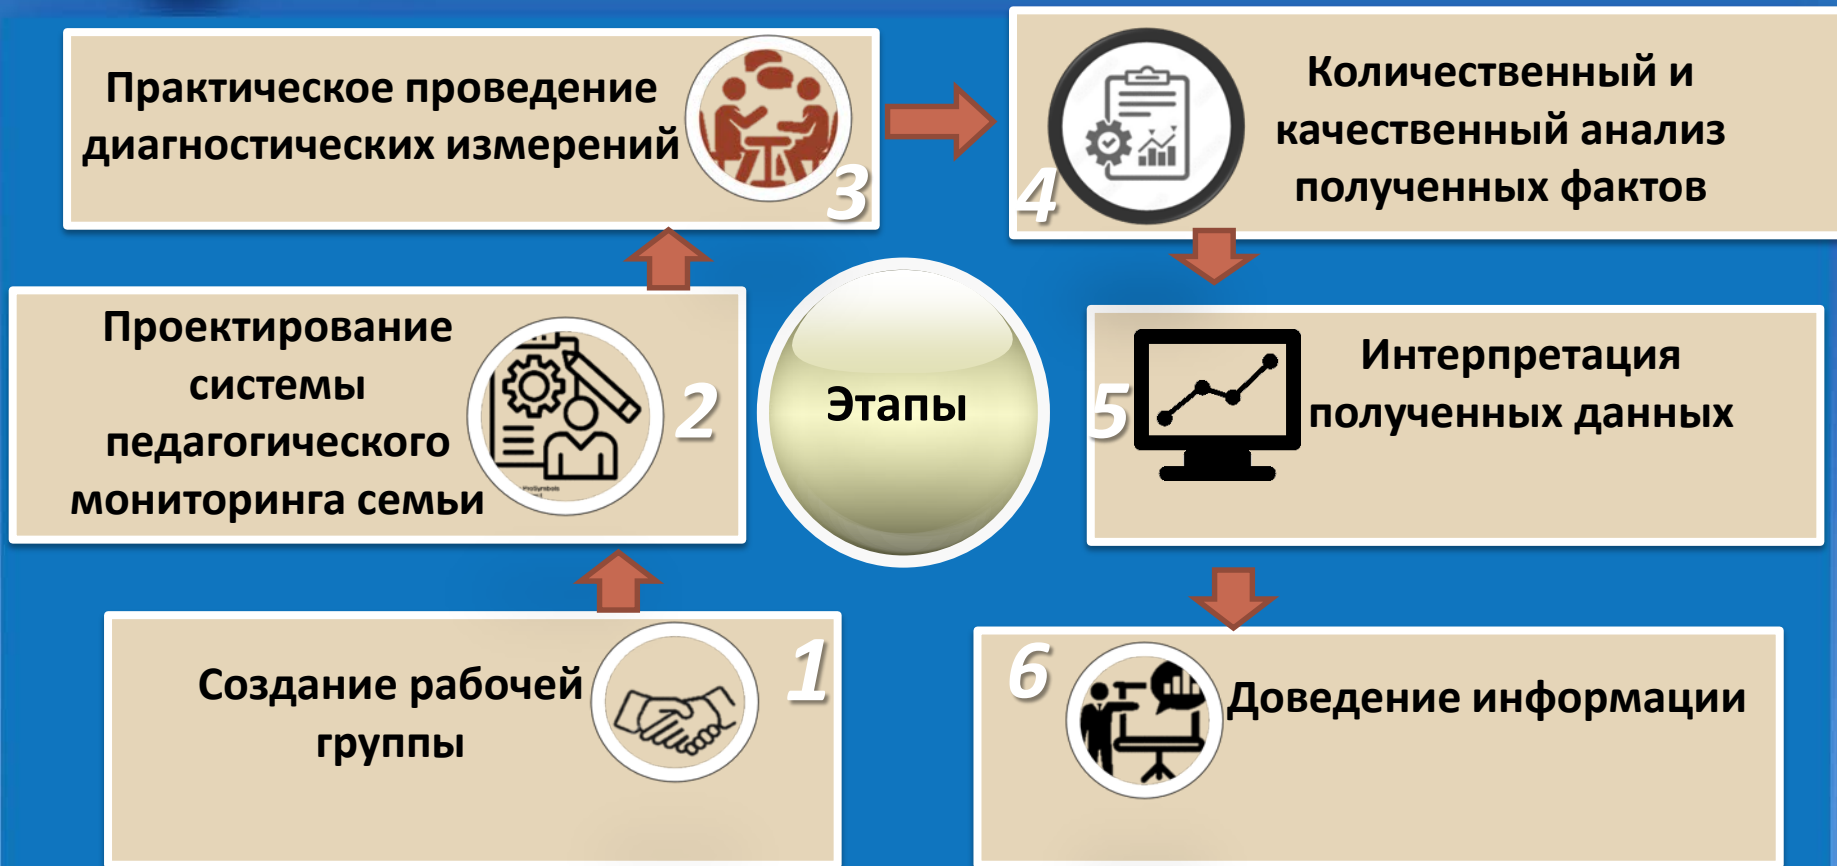 Практическое проведение
диагностических измерений
3
4
Количественный и
качественный анализ
полученных фактов
Проектирование
системы
педагогического
мониторинга семьи
2
Этапы
5
Интерпретация
полученных данных
Создание рабочей
группы
1
6
Доведение информации